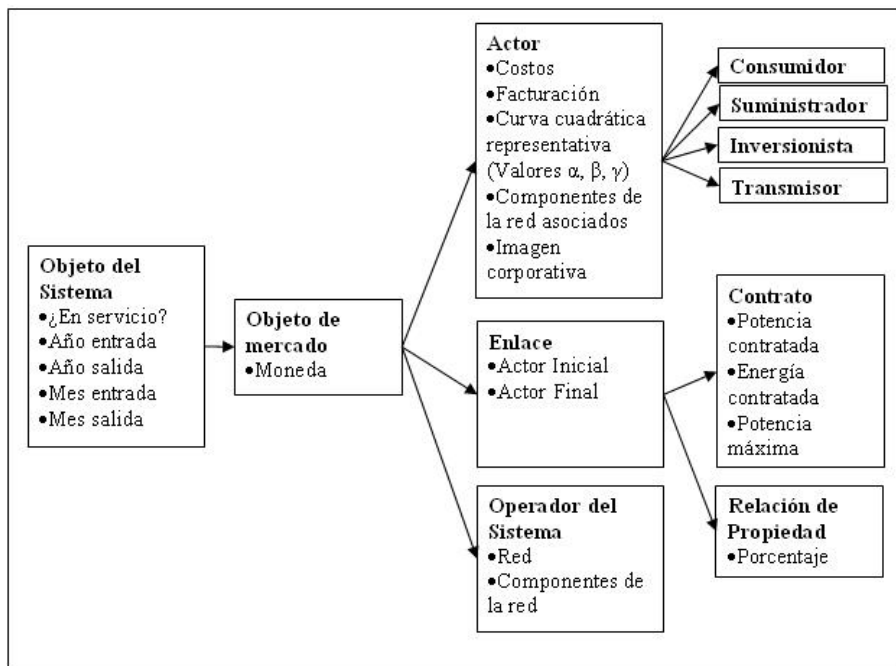 Objeto del
Sistema
•¿En servicio?
•Año entrada
•Año salida
•Mes entrada
•Mes salida
Objeto de
mercado
•Moneda
Actor
•Costos
•Facturación
•Curva cuadrática
representativa
(Valores α, β, γ)
•Componentes de
la red asociados
•Imagen
corporativa
Enlace
•Actor Inicial
•Actor Final
Operador del
Sistema
•Red
•Componentes de
la red
Consumidor
Suministrador
Inversionista
Transmisor
Contrato
•Potencia
contratada
•Energía
contratada
•Potencia
máxima
Relación de
Propiedad
•Porcentaje